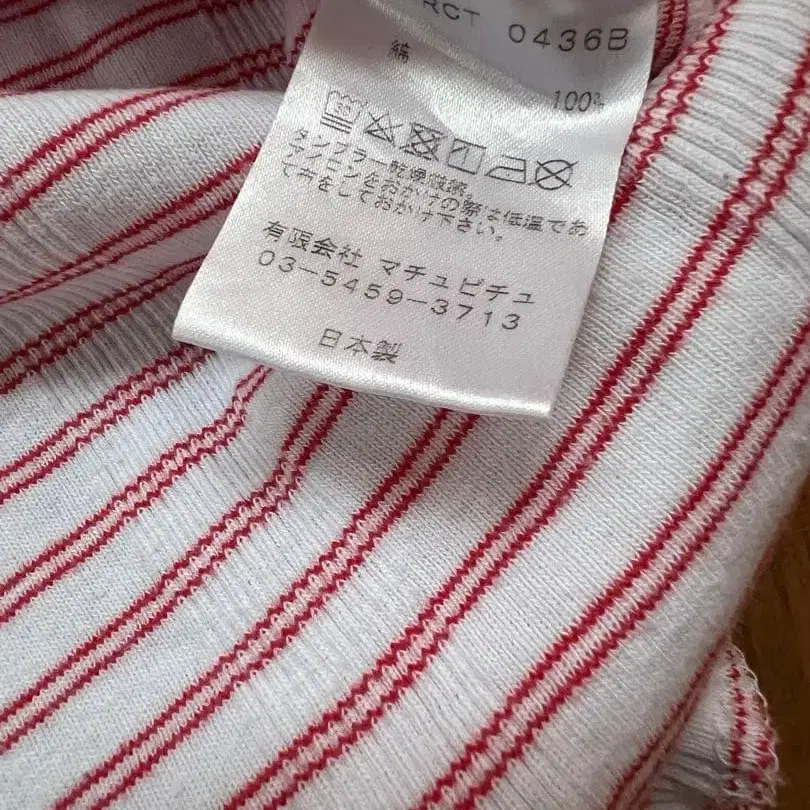 RCT 0436B
綿
100%
タンブラー乾燥厳禁。
アイロンをおかけの際は低温であ
て布をしておかけ下さい。
有限会社 マチュピチュ
03-5459-3713
日本製